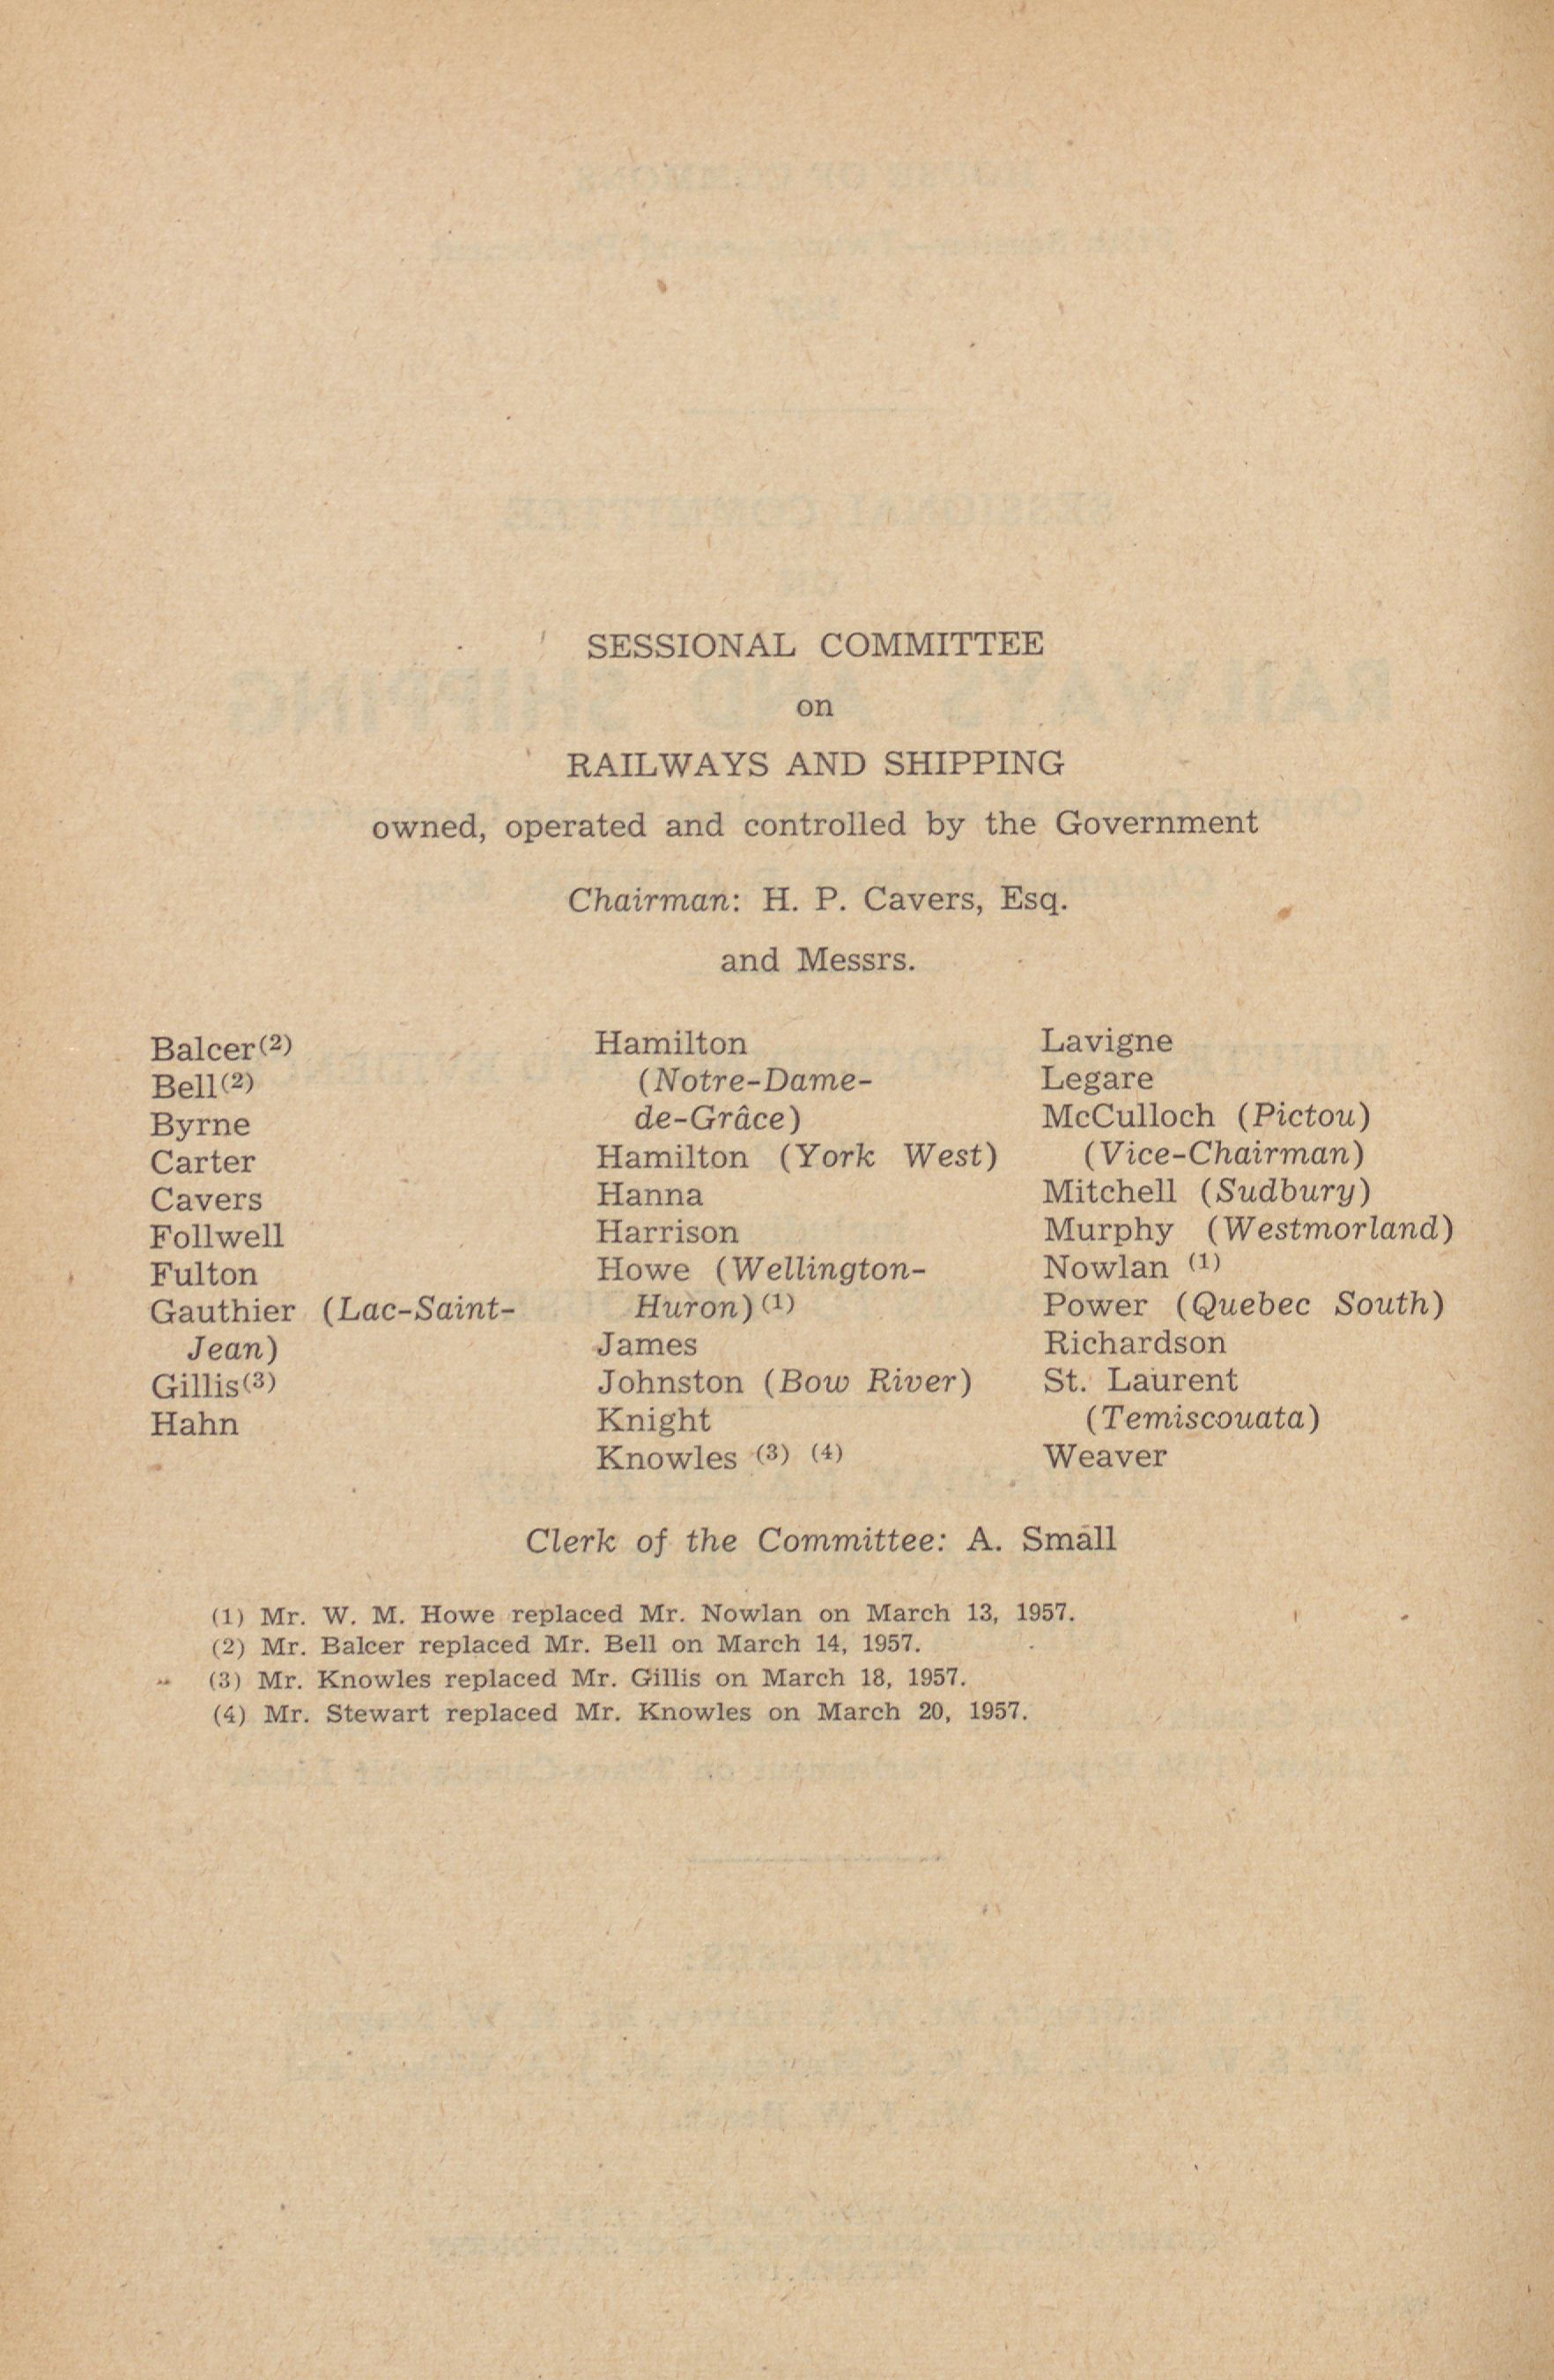 SESSIONAL COMMITTEE
on
RAILWAYS AND SHIPPING
owned, operated and controlled by the Government
Chairman: H. P. Cavers, Esq.
and Messrs.
Balcer(2)
Bell(2)
Byrne
Carter
Cavers
Follwell
Fulton
Gauthier (Lac-Saint-
Jean)
Gillis(3)
Hahn
Hamilton
(Notre-Dame-
de-Grâce)
Hamilton (York West)
Hanna
Harrison
Howe (Wellington-
Huron)(1)
James
Johnston (Bow River)
Knight
Knowles (3) (4)
Lavigne
Legare
McCulloch (Pictou)
(Vice-Chairman)
Mitchell (Sudbury)
Murphy (Westmorland)
Nowlan (1)
Power (Quebec South)
Richardson
St. Laurent
(Temiscouata)
Weaver
Clerk of the Committee: A. Small
(1) Mr. W. M. Howe replaced Mr. Nowlan on March 13, 1957.
(2) Mr. Balcer replaced Mr. Bell on March 14, 1957.
(3) Mr. Knowles replaced Mr. Gillis on March 18, 1957.
(4) Mr. Stewart replaced Mr. Knowles on March 20, 1957.